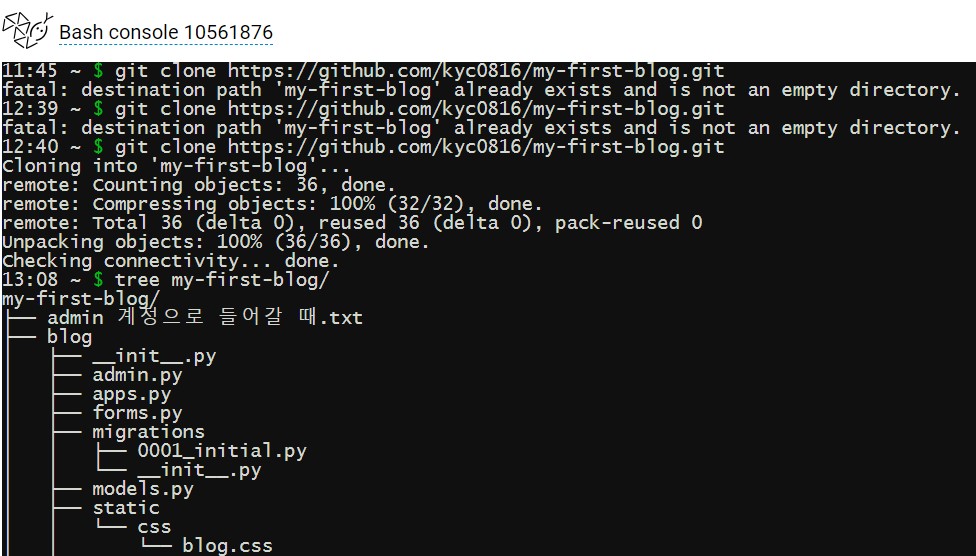 Bash console 10561876
11:45 ~ $ git clone https://github.com/kyc0816/my-first-blog.git
fatal: destination path 'my-first-blog' already exists and is not an empty directory.
12:39 ~ $ git clone https://github.com/kyc0816/my-first-blog.git
fatal: destination path 'my-first-blog' already exists and is not an empty directory.
12:40 ~ $ git clone https://github.com/kyc0816/my-first-blog.git
Cloning into 'my-first-blog'...
remote: Counting objects: 36, done.
remote: Compressing objects: 100% (32/32), done.
remote: Total 36 (delta 0), reused 36 (delta 0), pack-reused 0
Unpacking objects: 100% (36/36), done.
Checking connectivity... done.
13:08 ~ $ tree my-first-blog/
my-first-blog/
├── admin 계정으로 들어갈 때.txt
├── blog
│   ├── __init__.py
│   ├── admin.py
│   ├── apps.py
│   ├── forms.py
│   ├── migrations
│   │   ├── 0001_initial.py
│   │   └── __init__.py
│   ├── models.py
│   ├── static
│   │   └── css
│   │       └── blog.css